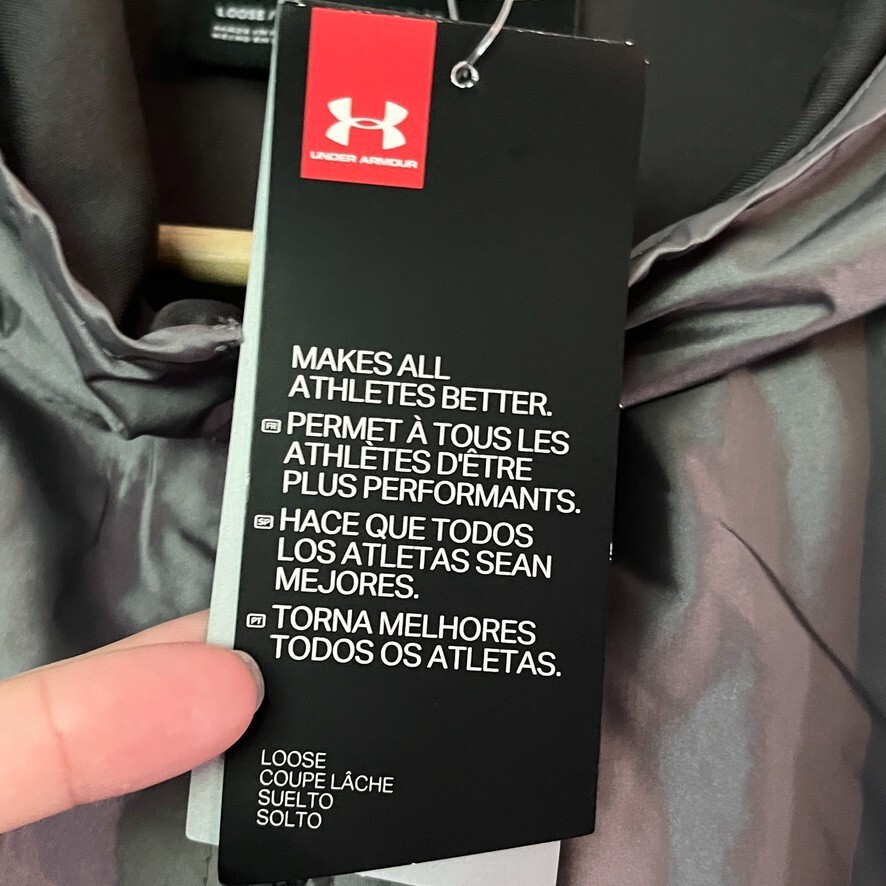 LOOSE
UNDER ARMOUR
MAKES ALL
ATHLETES BETTER.
FR PERMET À TOUS LES
ATHLÈTES D'ÊTRE
PLUS PERFORMANTS.
SP HACE QUE TODOS
LOS ATLETAS SEAN
MEJORES.
PT TORNA MELHORES
TODOS OS ATLETAS.
LOOSE
COUPE LÂCHE
SUELTO
SOLTO